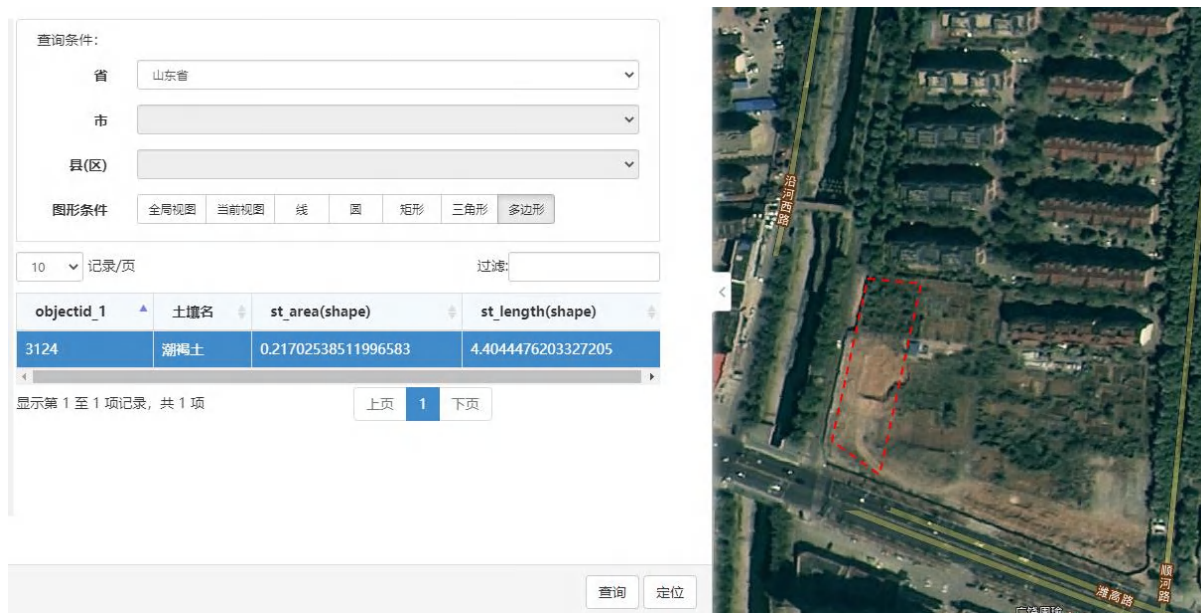 查询条件:
省 山东省
市
县(区)
图形条件 全局视图 当前视图 线 圆 矩形 三角形 多边形
10 记录/页 过滤:
objectid_1 土壤名 st_area(shape) st_length(shape)
3124 潮褐土 0.21702538511996583 4.4044476203327205
显示第 1 至 1 项记录，共 1 项 上页 1 下页
查询 定位
沿河西路
潍高路
顺河路